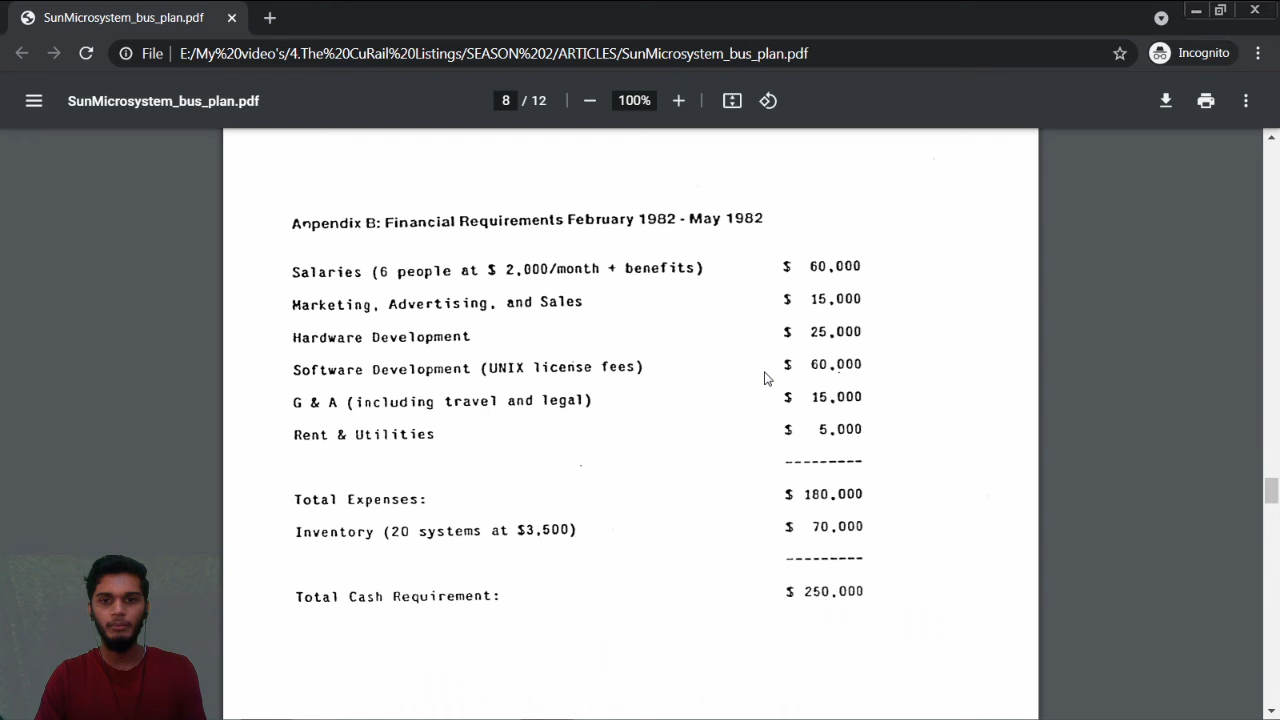 SunMicrosystem_bus_plan.pdf
File | E:/My%20video's/4.The%20CuRail%20Listings/SEASON%202/ARTICLES/SunMicrosystem_bus_plan.pdf
Incognito
SunMicrosystem_bus_plan.pdf
8 / 12
100%
Appendix B: Financial Requirements February 1982 - May 1982
Salaries (6 people at $ 2,000/month + benefits) $ 60,000
Marketing, Advertising, and Sales $ 15,000
Hardware Development $ 25,000
Software Development (UNIX license fees) $ 60,000
G & A (including travel and legal) $ 15,000
Rent & Utilities $ 5,000
---------
Total Expenses: $ 180,000
Inventory (20 systems at $3,500) $ 70,000
---------
Total Cash Requirement: $ 250,000